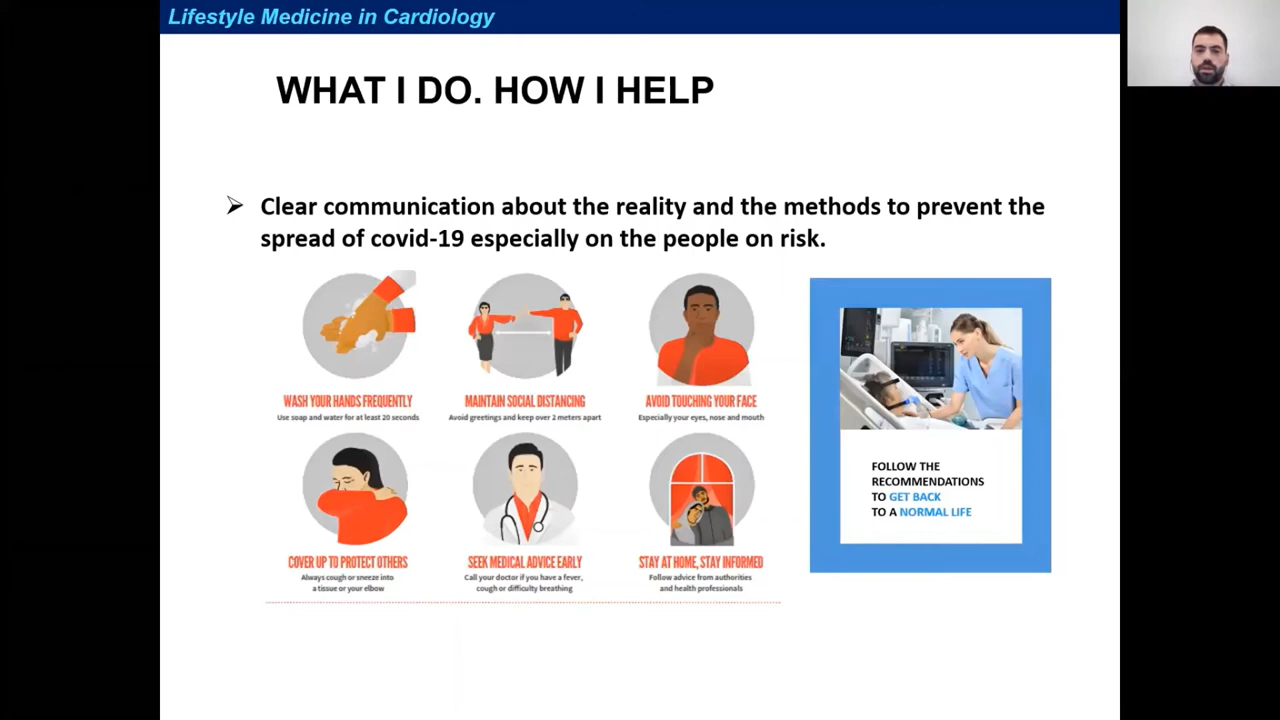 Lifestyle Medicine in Cardiology
WHAT I DO. HOW I HELP
➢ Clear communication about the reality and the methods to prevent the
spread of covid-19 especially on the people on risk.
WASH YOUR HANDS FREQUENTLY
Use soap and water for at least 20 seconds
MAINTAIN SOCIAL DISTANCING
Avoid greetings and keep over 2 meters apart
AVOID TOUCHING YOUR FACE
Especially your eyes, nose and mouth
COVER UP TO PROTECT OTHERS
Always cough or sneeze into
a tissue or your elbow
SEEK MEDICAL ADVICE EARLY
Call your doctor if you have a fever,
cough or difficulty breathing
STAY AT HOME, STAY INFORMED
Follow advice from authorities
and health professionals
FOLLOW THE
RECOMMENDATIONS
TO GET BACK
TO A NORMAL LIFE